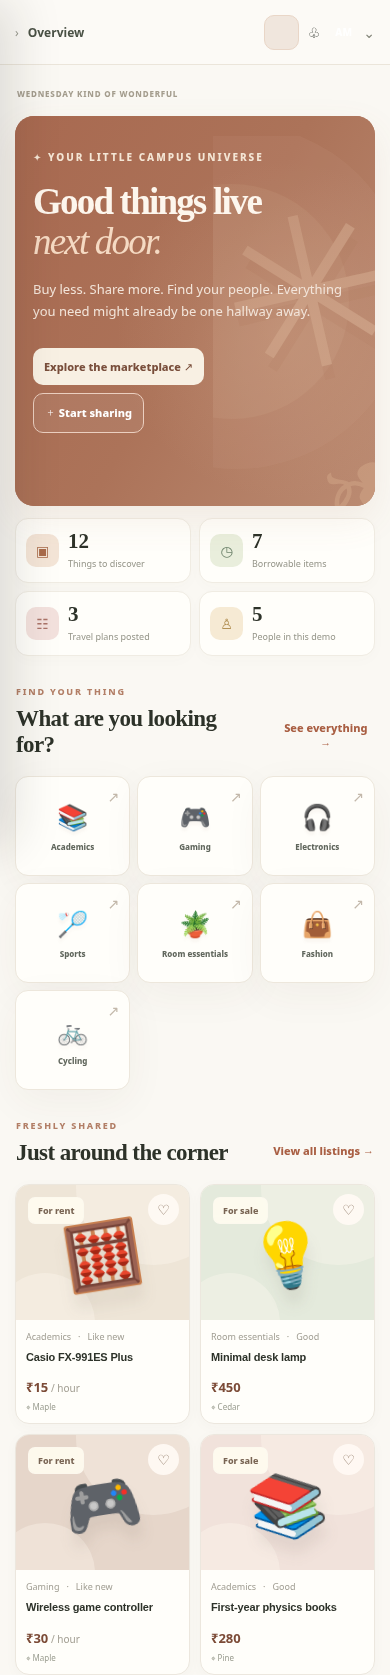 › Overview
WEDNESDAY KIND OF WONDERFUL
✦ YOUR LITTLE CAMPUS UNIVERSE
Good things live
next door.
Buy less. Share more. Find your people. Everything
you need might already be one hallway away.
Explore the marketplace ↗
+ Start sharing
12
Things to discover
7
Borrowable items
3
Travel plans posted
5
People in this demo
FIND YOUR THING
What are you looking
for?
See everything
→
Academics
Gaming
Electronics
Sports
Room essentials
Fashion
Cycling
FRESHLY SHARED
Just around the corner
View all listings →
For rent
Academics · Like new
Casio FX-991ES Plus
₹15 / hour
Maple
For sale
Room essentials · Good
Minimal desk lamp
₹450
Cedar
For rent
Gaming · Like new
Wireless game controller
₹30 / hour
Maple
For sale
Academics · Good
First-year physics books
₹280
Pine